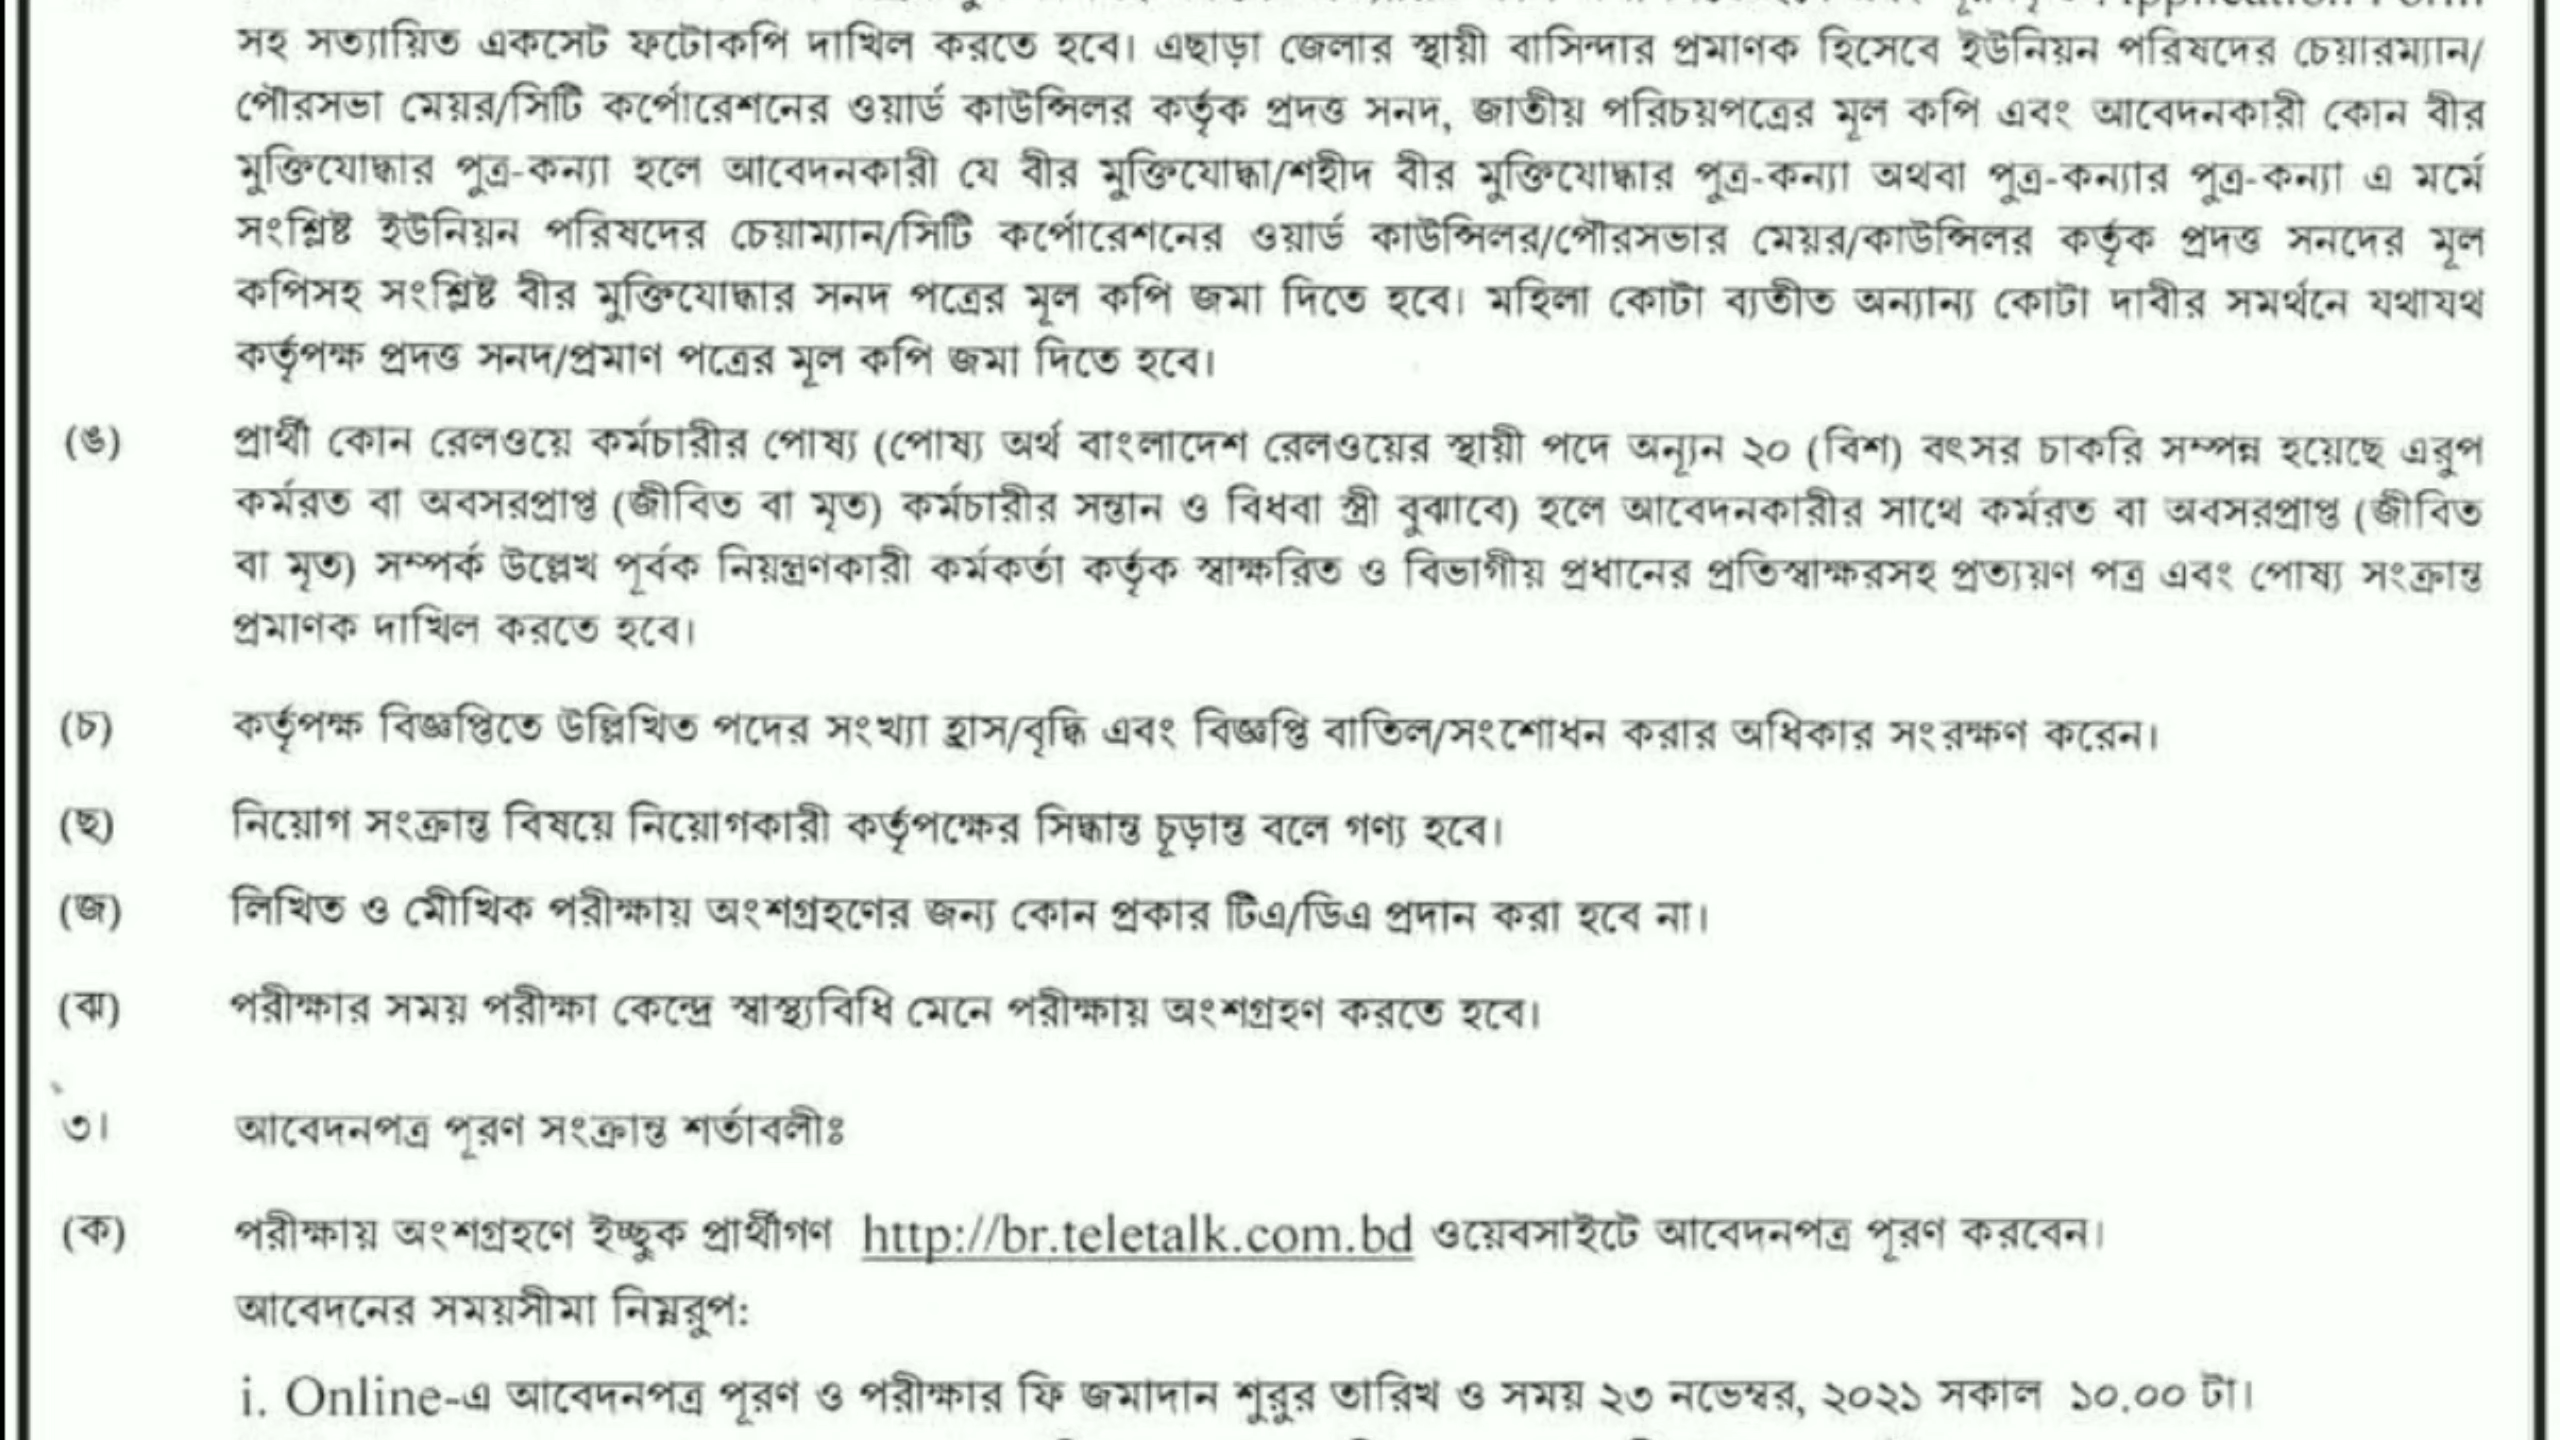 সহ সত্যায়িত একসেট ফটোকপি দাখিল করতে হবে। এছাড়া জেলার স্থায়ী বাসিন্দার প্রমাণক হিসেবে ইউনিয়ন পরিষদের চেয়ারম্যান/
পৌরসভা মেয়র/সিটি কর্পোরেশনের ওয়ার্ড কাউন্সিলর কর্তৃক প্রদত্ত সনদ, জাতীয় পরিচয়পত্রের মূল কপি এবং আবেদনকারী কোন বীর
মুক্তিযোদ্ধার পুত্র-কন্যা হলে আবেদনকারী যে বীর মুক্তিযোদ্ধা/শহীদ বীর মুক্তিযোদ্ধার পুত্র-কন্যা অথবা পুত্র-কন্যার পুত্র-কন্যা এ মর্মে
সংশ্লিষ্ট ইউনিয়ন পরিষদের চেয়াম্যান/সিটি কর্পোরেশনের ওয়ার্ড কাউন্সিলর/পৌরসভার মেয়র/কাউন্সিলর কর্তৃক প্রদত্ত সনদের মূল
কপিসহ সংশ্লিষ্ট বীর মুক্তিযোদ্ধার সনদ পত্রের মূল কপি জমা দিতে হবে। মহিলা কোটা ব্যতীত অন্যান্য কোটা দাবীর সমর্থনে যথাযথ
কর্তৃপক্ষ প্রদত্ত সনদ/প্রমাণ পত্রের মূল কপি জমা দিতে হবে।
(ঙ) প্রার্থী কোন রেলওয়ে কর্মচারীর পোষ্য (পোষ্য অর্থ বাংলাদেশ রেলওয়ের স্থায়ী পদে অন্যূন ২০ (বিশ) বৎসর চাকরি সম্পন্ন হয়েছে এরুপ
কর্মরত বা অবসরপ্রাপ্ত (জীবিত বা মৃত) কর্মচারীর সন্তান ও বিধবা স্ত্রী বুঝাবে) হলে আবেদনকারীর সাথে কর্মরত বা অবসরপ্রাপ্ত (জীবিত
বা মৃত) সম্পর্ক উল্লেখ পূর্বক নিয়ন্ত্রণকারী কর্মকর্তা কর্তৃক স্বাক্ষরিত ও বিভাগীয় প্রধানের প্রতিস্বাক্ষরসহ প্রত্যয়ণ পত্র এবং পোষ্য সংক্রান্ত
প্রমাণক দাখিল করতে হবে।
(চ) কর্তৃপক্ষ বিজ্ঞপ্তিতে উল্লিখিত পদের সংখ্যা হ্রাস/বৃদ্ধি এবং বিজ্ঞপ্তি বাতিল/সংশোধন করার অধিকার সংরক্ষণ করেন।
(ছ) নিয়োগ সংক্রান্ত বিষয়ে নিয়োগকারী কর্তৃপক্ষের সিদ্ধান্ত চূড়ান্ত বলে গণ্য হবে।
(জ) লিখিত ও মৌখিক পরীক্ষায় অংশগ্রহণের জন্য কোন প্রকার টিএ/ডিএ প্রদান করা হবে না।
(ঝ) পরীক্ষার সময় পরীক্ষা কেন্দ্রে স্বাস্থ্যবিধি মেনে পরীক্ষায় অংশগ্রহণ করতে হবে।
৩। আবেদনপত্র পূরণ সংক্রান্ত শর্তাবলীঃ
(ক) পরীক্ষায় অংশগ্রহণে ইচ্ছুক প্রার্থীগণ http://br.teletalk.com.bd ওয়েবসাইটে আবেদনপত্র পূরণ করবেন।
আবেদনের সময়সীমা নিম্নরুপ:
i. Online-এ আবেদনপত্র পূরণ ও পরীক্ষার ফি জমাদান শুরুর তারিখ ও সময় ২৩ নভেম্বর, ২০২১ সকাল ১০.০০ টা।